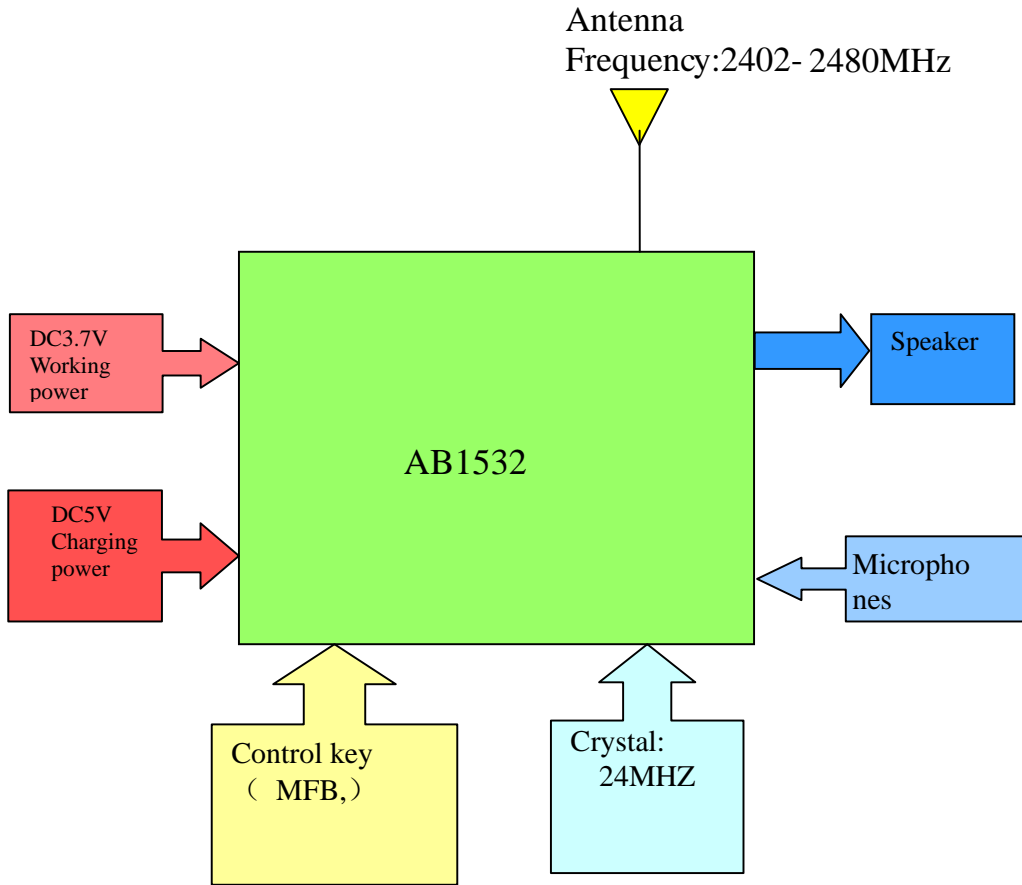 Antenna
Frequency:2402- 2480MHz
DC3.7V
Working
power
Speaker
AB1532
DC5V
Charging
power
Micropho
nes
Control key
（ MFB,）
Crystal:
24MHZ